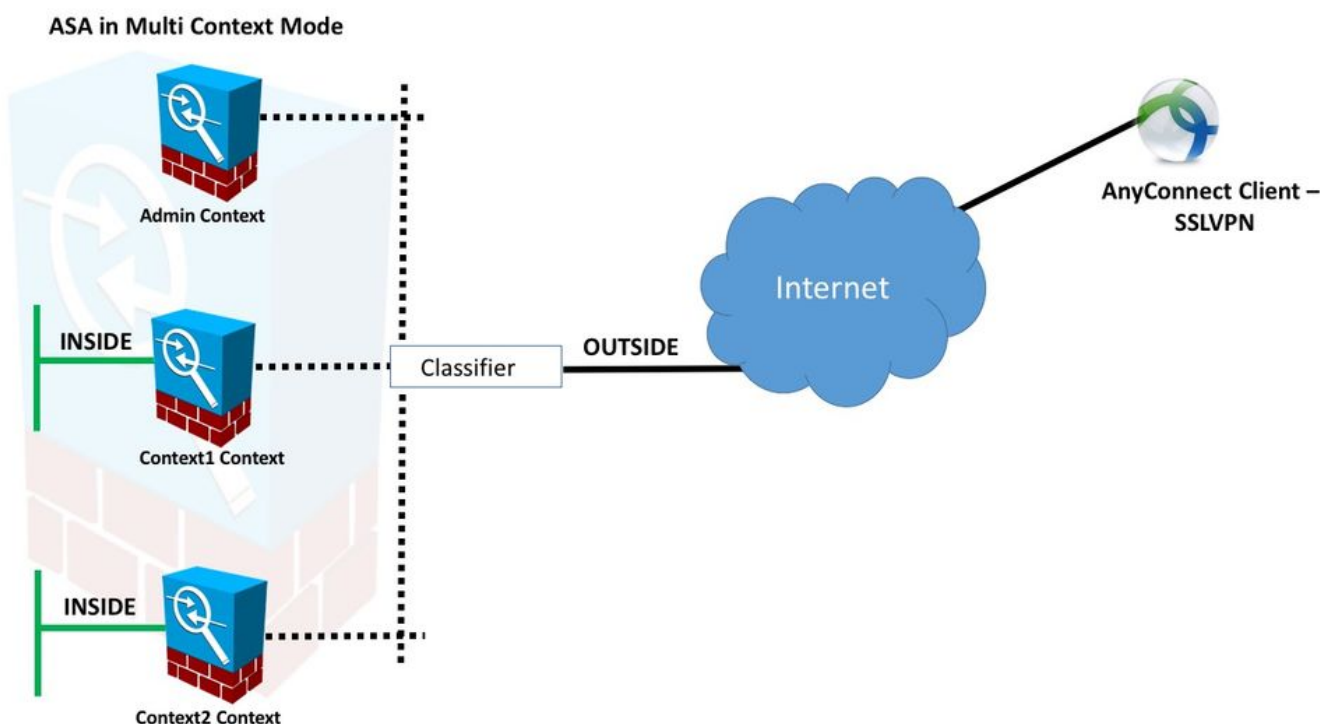 ASA in Multi Context Mode
Admin Context
INSIDE
Context1 Context
Classifier
OUTSIDE
Internet
AnyConnect Client –
SSLVPN
INSIDE
Context2 Context